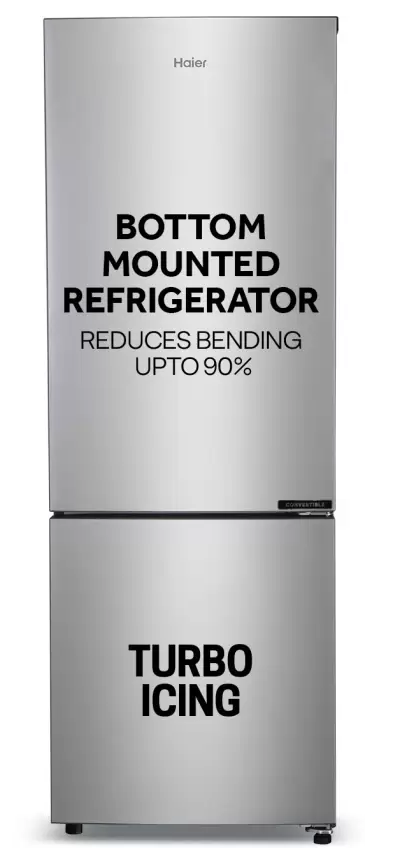 Haier
BOTTOM
MOUNTED
REFRIGERATOR
REDUCES BENDING
UPTO 90%
CONVERTIBLE
TURBO
ICING